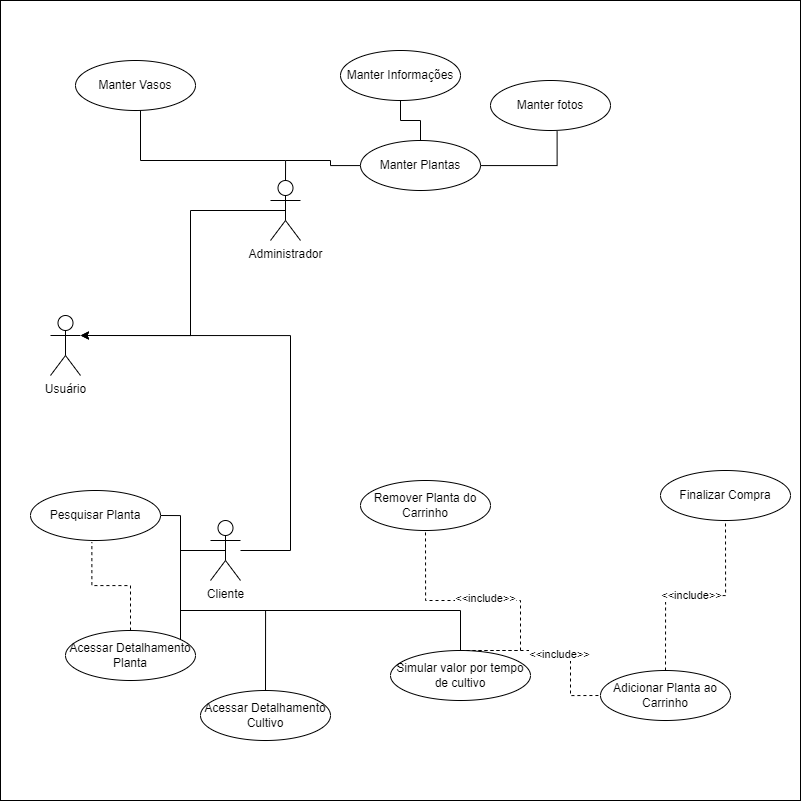 Manter Vasos
Manter Informações
Manter fotos
Manter Plantas
Administrador
Usuário
Pesquisar Planta
Remover Planta do
Carrinho
Finalizar Compra
Cliente
<<include>>
<<include>>
Acessar Detalhamento
Planta
<<include>>
Simular valor por tempo
de cultivo
Adicionar Planta ao
Carrinho
Acessar Detalhamento
Cultivo